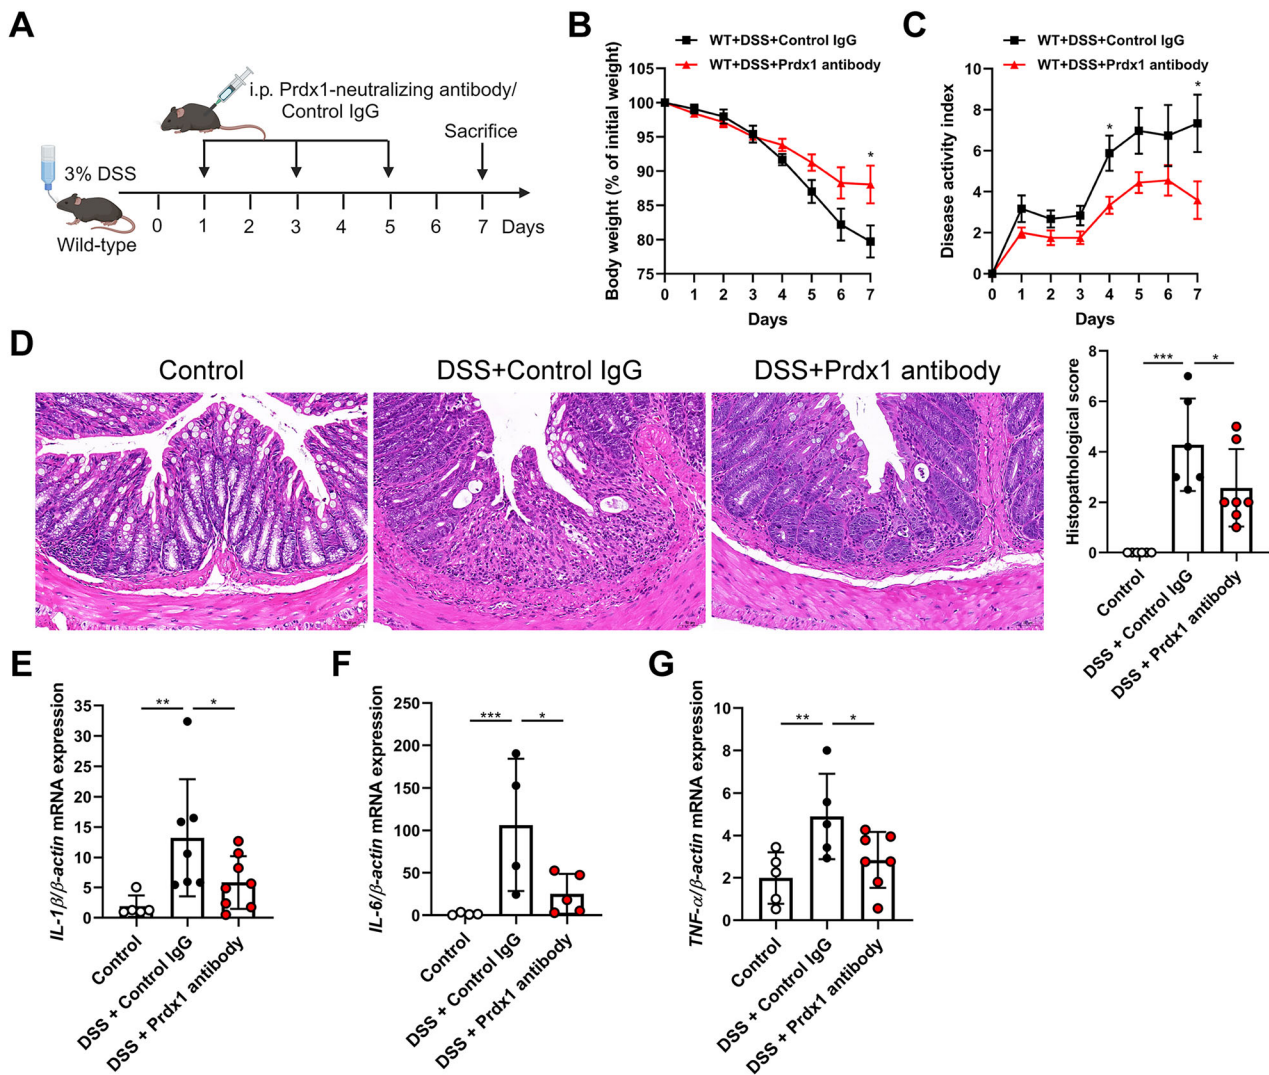 A
i.p. Prdx1-neutralizing antibody/
Control IgG
Sacrifice
3% DSS
Wild-type
0 1 2 3 4 5 6 7 Days
B
WT+DSS+Control IgG
WT+DSS+Prdx1 antibody
Body weight (% of initial weight)
105
100
95
90
85
80
75
*
0 1 2 3 4 5 6 7
Days
C
WT+DSS+Control IgG
WT+DSS+Prdx1 antibody
Disease activity index
10
8
6
4
2
0
* *
0 1 2 3 4 5 6 7
Days
D
Control
DSS+Control IgG
DSS+Prdx1 antibody
Histopathological score
8
6
4
2
0
*** *
Control
DSS + Control IgG
DSS + Prdx1 antibody
E
IL-1β/β-actin mRNA expression
35
30
25
20
15
10
5
0
** *
Control
DSS + Control IgG
DSS + Prdx1 antibody
F
IL-6/β-actin mRNA expression
250
200
150
100
50
0
*** *
Control
DSS + Control IgG
DSS + Prdx1 antibody
G
TNF-α/β-actin mRNA expression
10
8
6
4
2
0
** *
Control
DSS + Control IgG
DSS + Prdx1 antibody